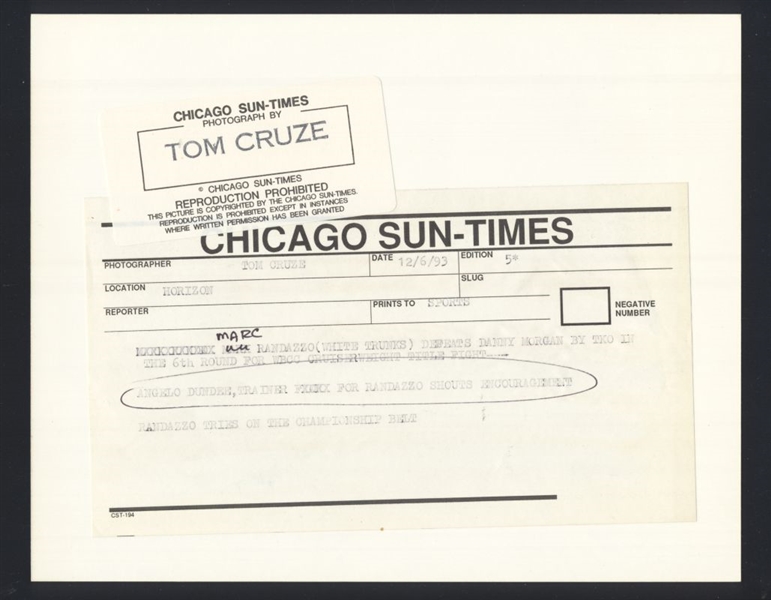 CHICAGO SUN-TIMES
PHOTOGRAPH BY
TOM CRUZE
© CHICAGO SUN-TIMES
REPRODUCTION PROHIBITED
THIS PICTURE IS COPYRIGHTED BY THE CHICAGO SUN-TIMES.
REPRODUCTION IS PROHIBITED EXCEPT IN INSTANCES
WHERE WRITTEN PERMISSION HAS BEEN GRANTED
CHICAGO SUN-TIMES
PHOTOGRAPHER TOM CRUZE DATE 12/6/93 EDITION 5*
LOCATION HORIZON SLUG
REPORTER PRINTS TO SPORTS NEGATIVE NUMBER
MARC
RANDAZZO(WHITE TRUNKS) DEFEATS DANNY MORGAN BY TKO IN
THE 6th ROUND FOR WBCC CRUISERWEIGHT TITLE FIGHT.....
ANGELO DUNDEE,TRAINER FXXXX FOR RANDAZZO SHOUTS ENCOURAGEMENT
RANDAZZO TRIES ON THE CHAMPIONSHIP BELT
CST-194